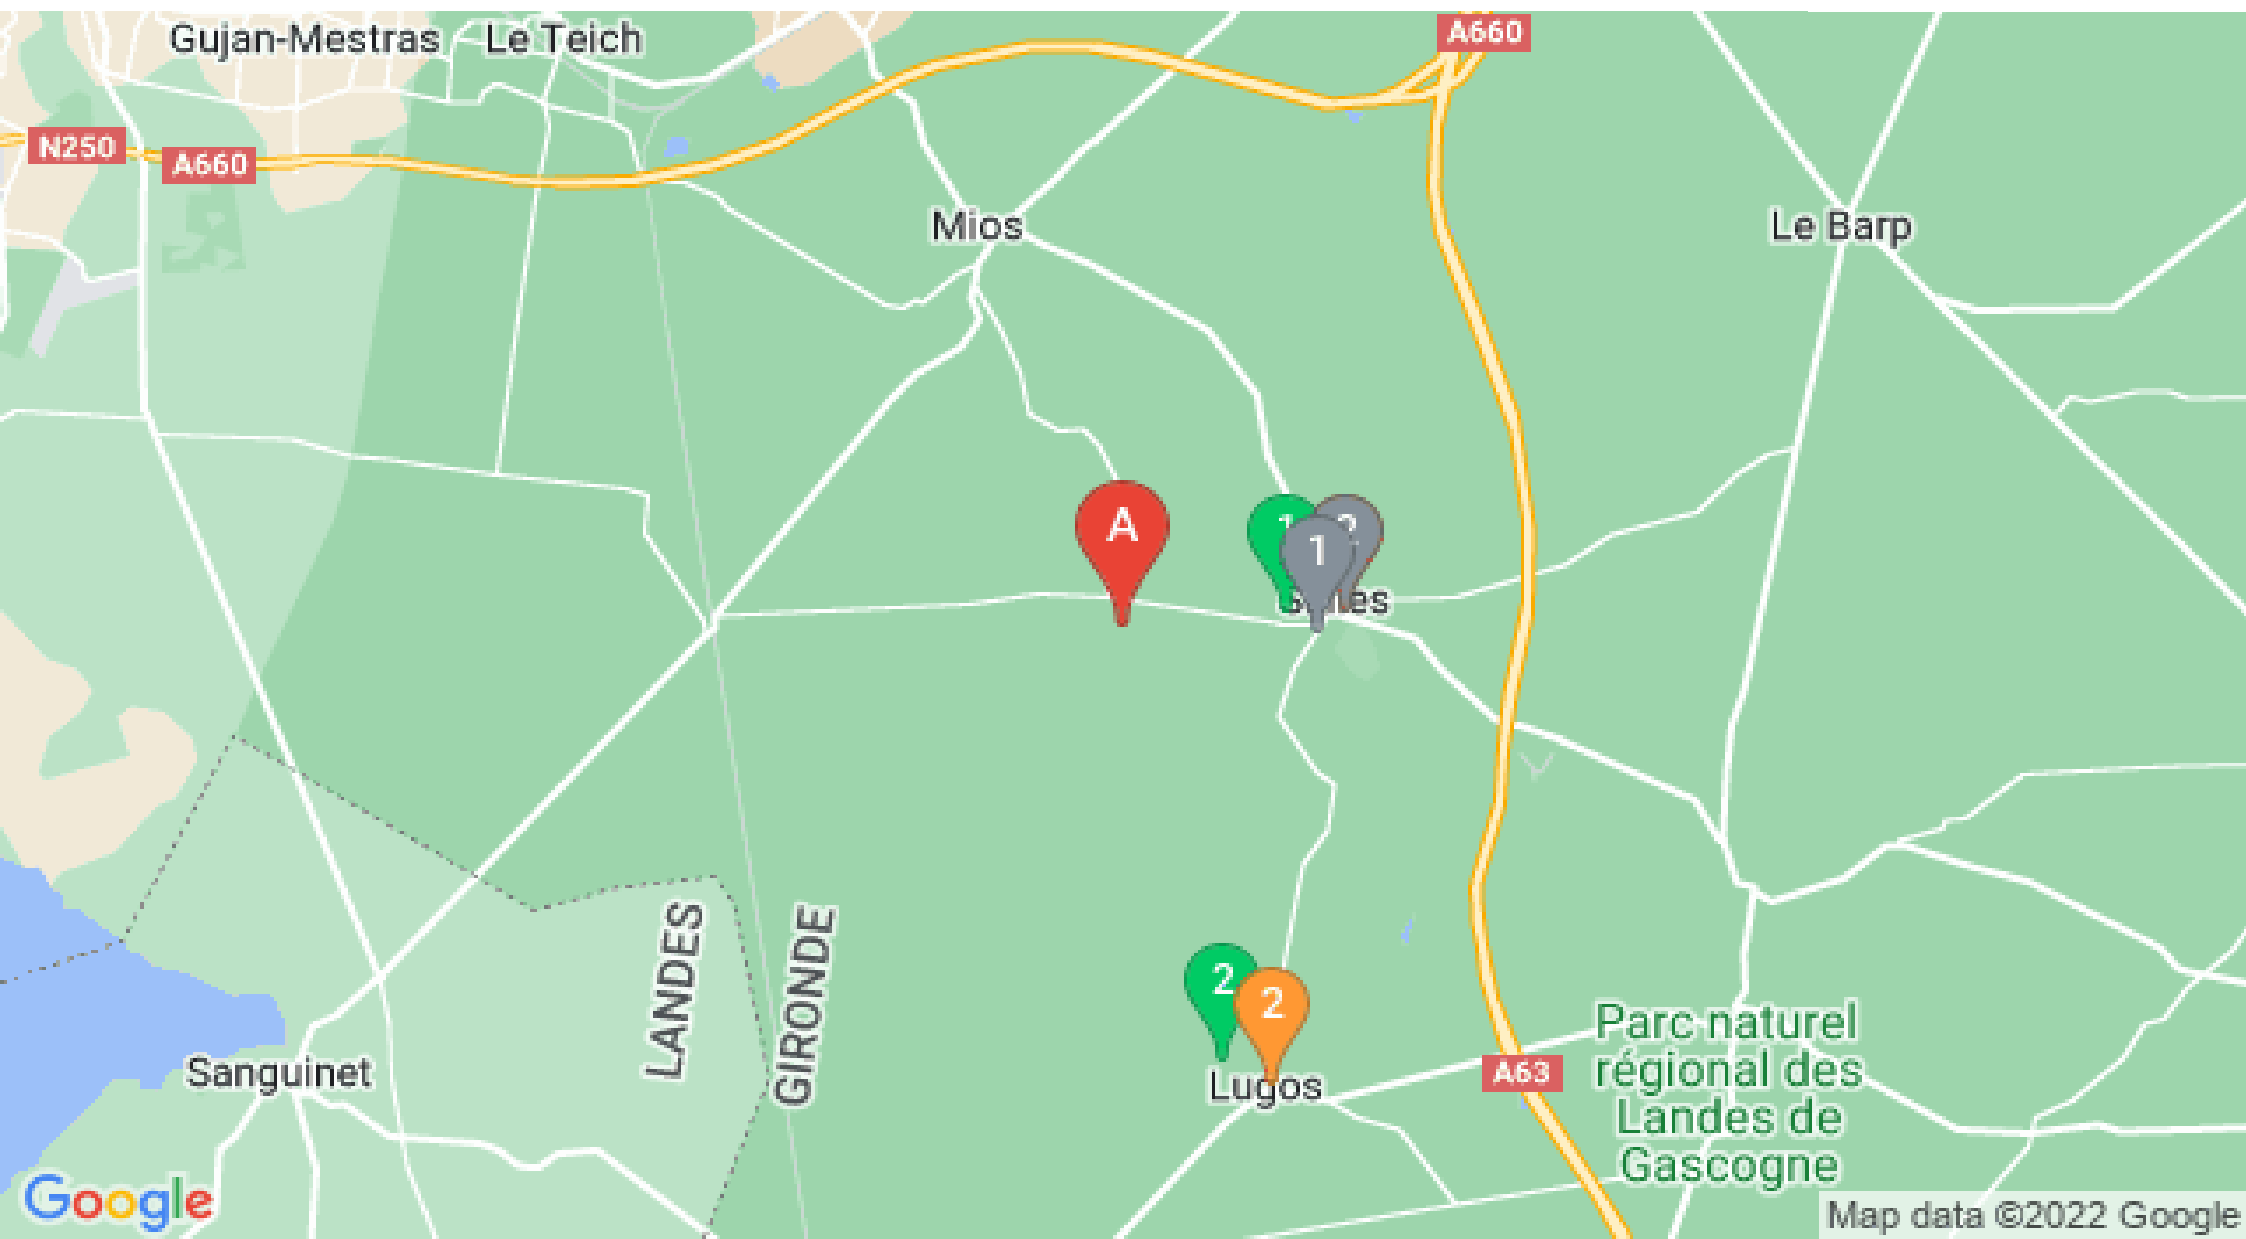 Gujan-Mestras
Le Teich
A660
N250
A660
Mios
Le Barp
A
1
2
1
2
2
LANDES
GIRONDE
Sanguinet
Lugos
A63
Parc naturel
régional des
Landes de
Gascogne
Google
Map data ©2022 Google